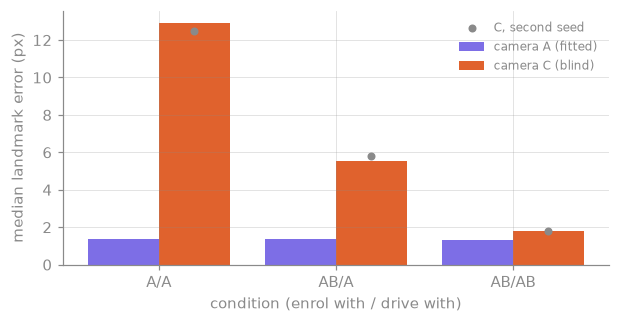 C, second seed
camera A (fitted)
camera C (blind)
median landmark error (px)
12
10
8
6
4
2
0
A/A
AB/A
AB/AB
condition (enrol with / drive with)